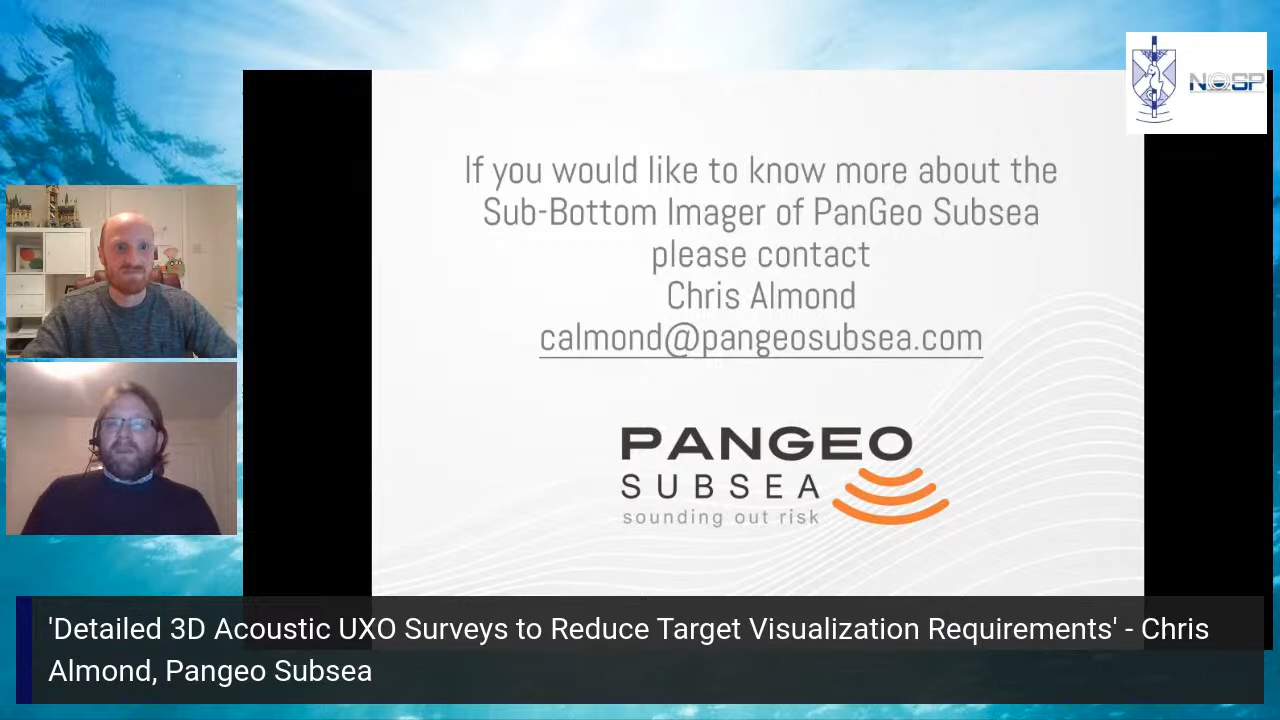 NOSP
If you would like to know more about the
Sub-Bottom Imager of PanGeo Subsea
please contact
Chris Almond
calmond@pangeosubsea.com
PANGEO
SUBSEA
sounding out risk
'Detailed 3D Acoustic UXO Surveys to Reduce Target Visualization Requirements' - Chris
Almond, Pangeo Subsea